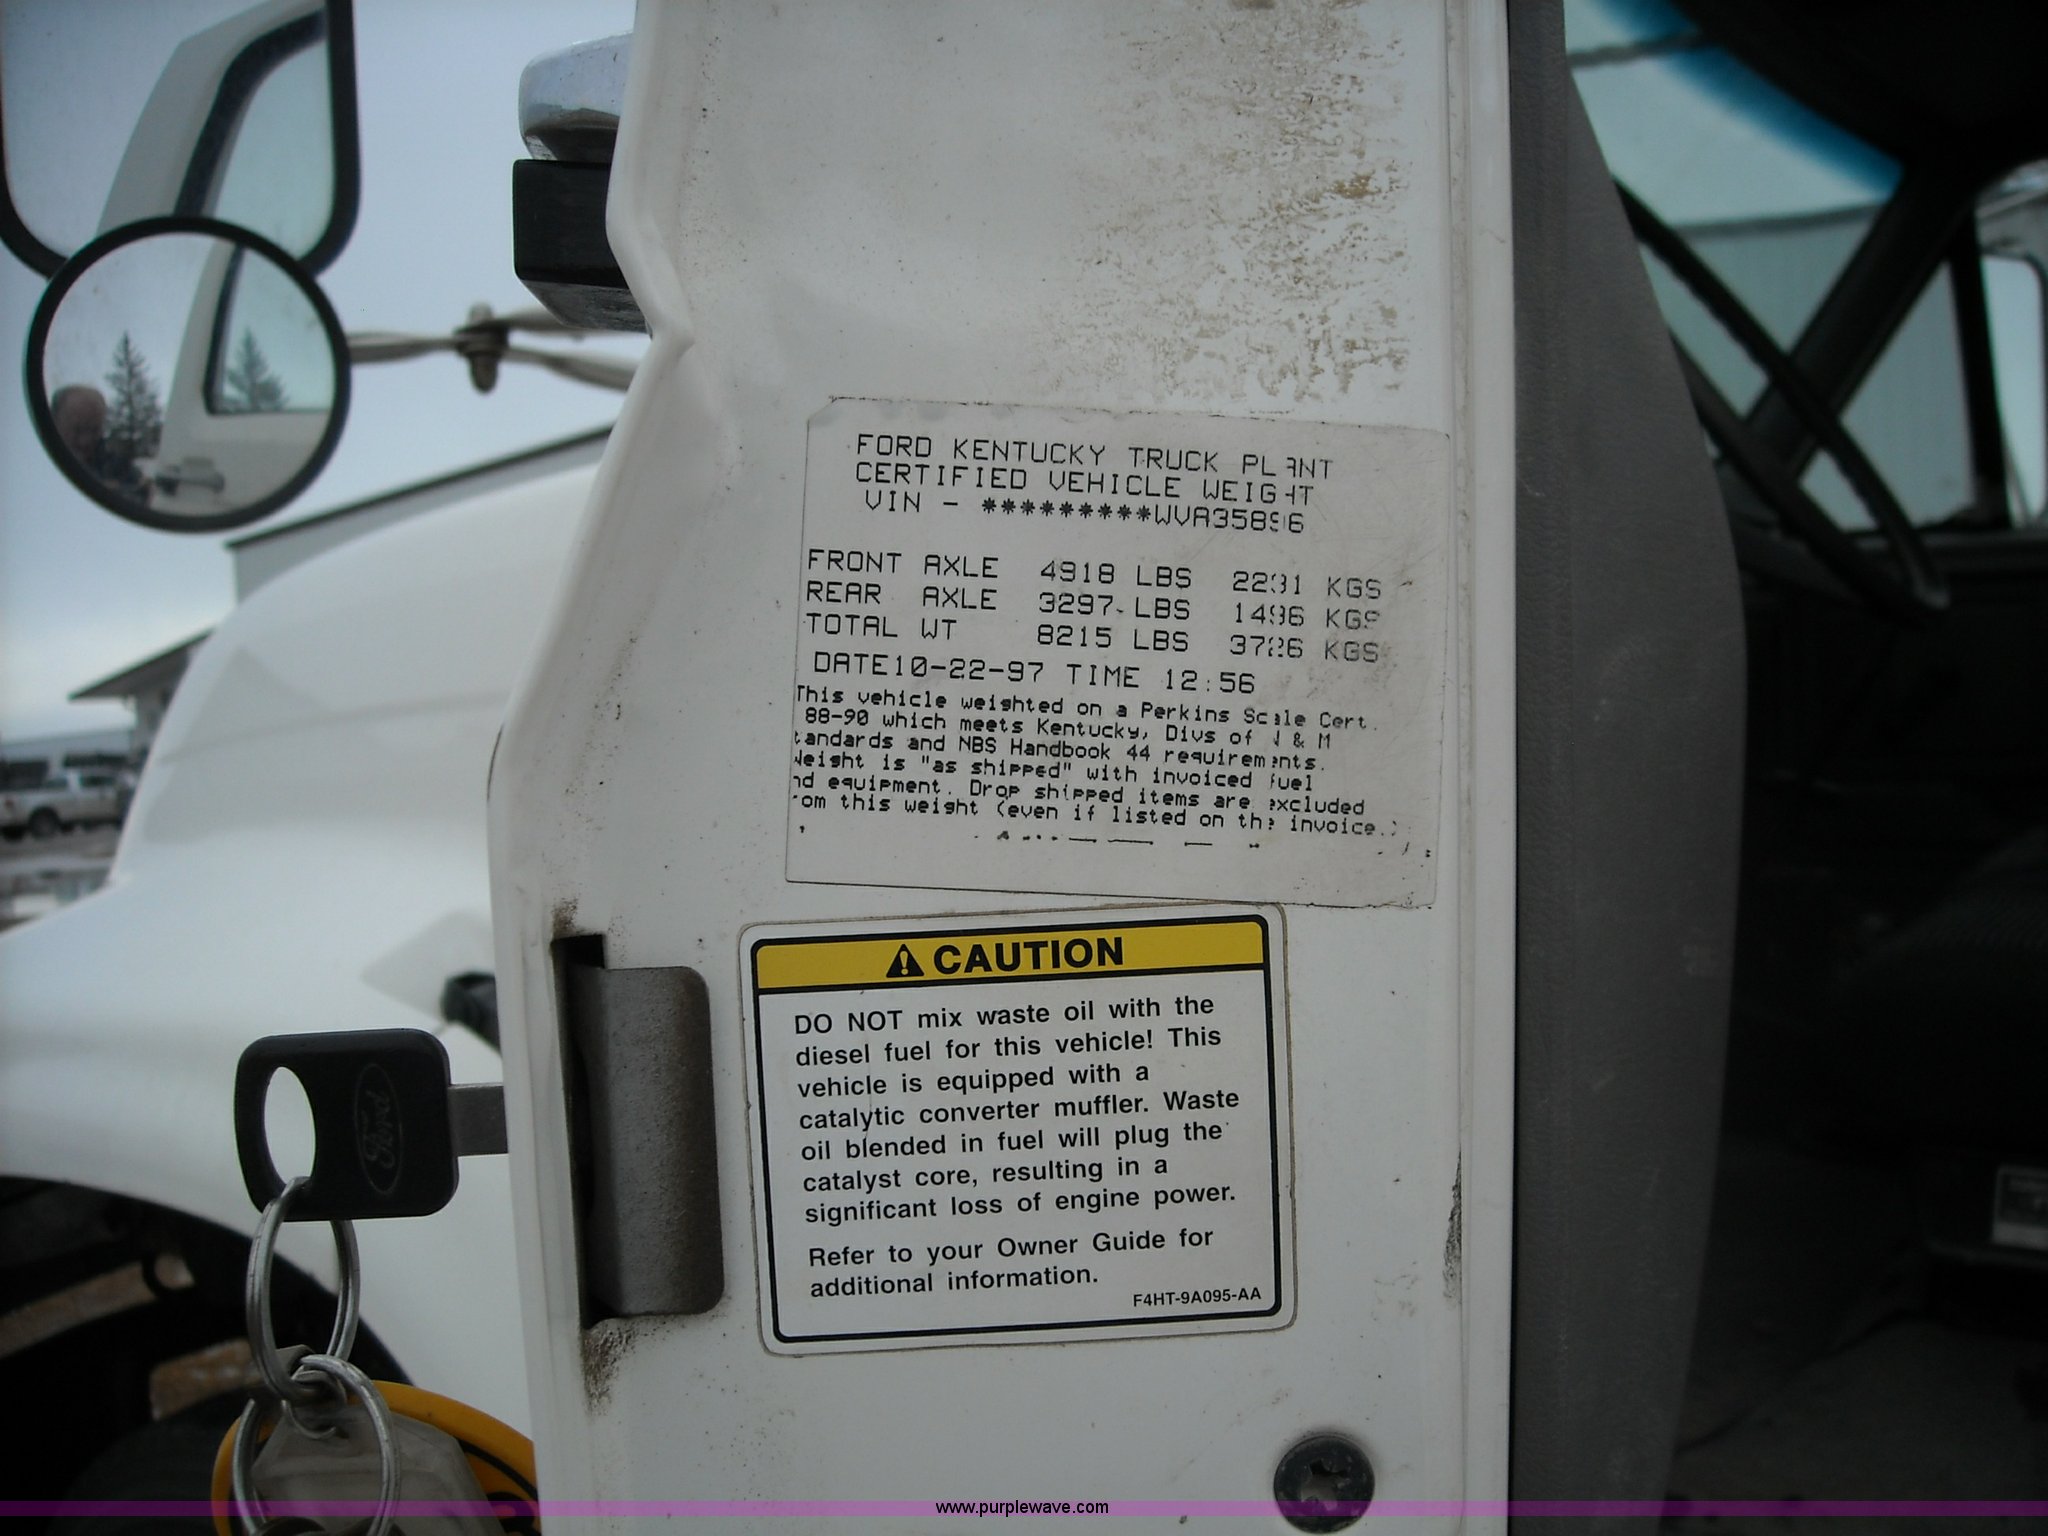 FORD KENTUCKY TRUCK PLANT
CERTIFIED VEHICLE WEIGHT
VIN - *********WVA35896
FRONT AXLE 4918 LBS 2231 KGS
REAR AXLE 3297 LBS 1496 KGS
TOTAL WT 8215 LBS 3726 KGS
DATE10-22-97 TIME 12:56
This vehicle weighted on a Perkins Scale Cert.
88-90 which meets Kentucky, Divs of W & M
tandards and NBS Handbook 44 requirements.
Weight is "as shipped" with invoiced fuel
nd equipment. Drop shipped items are excluded
rom this weight (even if listed on the invoice.)
CAUTION
DO NOT mix waste oil with the
diesel fuel for this vehicle! This
vehicle is equipped with a
catalytic converter muffler. Waste
oil blended in fuel will plug the
catalyst core, resulting in a
significant loss of engine power.
Refer to your Owner Guide for
additional information.
F4HT-9A095-AA
Ford
www.purplewave.com